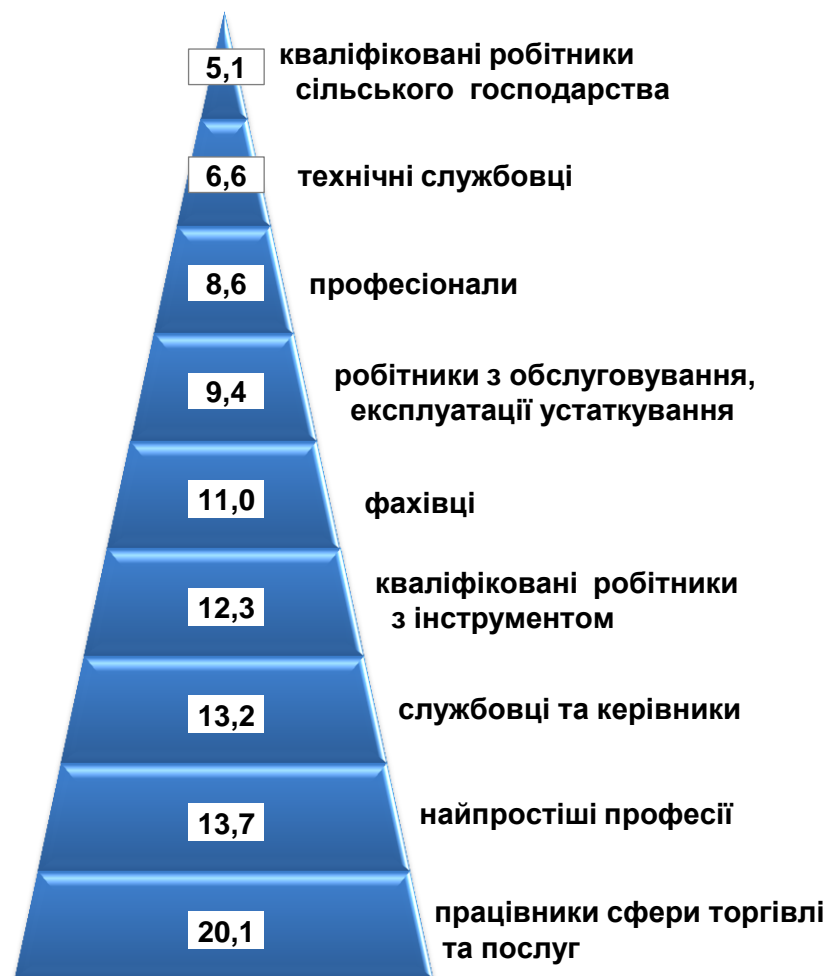 5,1
кваліфіковані робітники
сільського господарства
6,6
технічні службовці
8,6
професіонали
9,4
робітники з обслуговування,
експлуатації устаткування
11,0
фахівці
12,3
кваліфіковані робітники
з інструментом
13,2
службовці та керівники
13,7
найпростіші професії
20,1
працівники сфери торгівлі
та послуг